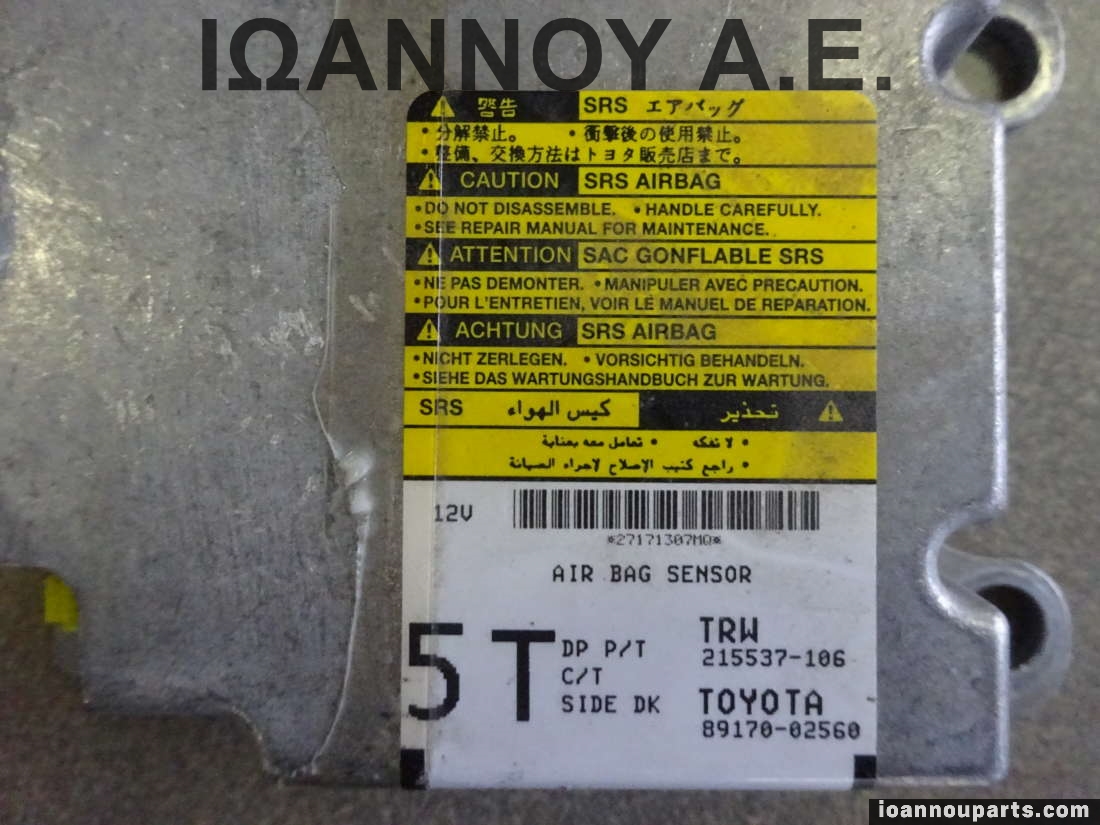 ΙΩΑΝΝΟΥ Α.Ε.
警告 SRS エアバッグ
・分解禁止。 ・衝撃後の使用禁止。
・整備、交換方法はトヨタ販売店まで。
CAUTION SRS AIRBAG
•DO NOT DISASSEMBLE. •HANDLE CAREFULLY.
•SEE REPAIR MANUAL FOR MAINTENANCE.
ATTENTION SAC GONFLABLE SRS
•NE PAS DEMONTER. •MANIPULER AVEC PRECAUTION.
•POUR L'ENTRETIEN, VOIR LE MANUEL DE REPARATION.
ACHTUNG SRS AIRBAG
•NICHT ZERLEGEN. •VORSICHTIG BEHANDELN.
•SIEHE DAS WARTUNGSHANDBUCH ZUR WARTUNG.
تحذير كيس الهواء SRS
• لا تفكه • تعامل معه بعناية
• راجع كتيب الإصلاح لاجراء الصيانة
12V
*27171307MQ*
AIR BAG SENSOR
5T
DP P/T
C/T
SIDE DK
TRW
215537-106
TOYOTA
89170-02560
ioannouparts.com